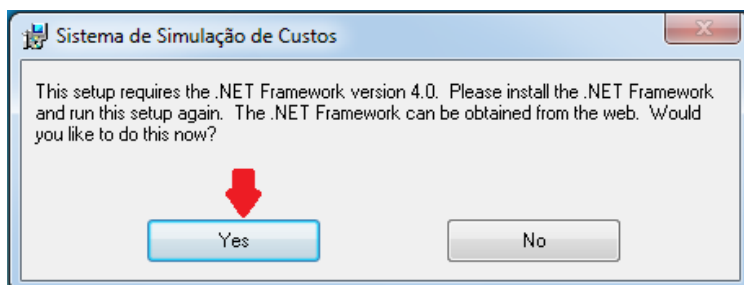 Sistema de Simulação de Custos
This setup requires the .NET Framework version 4.0.  Please install the .NET Framework
and run this setup again.  The .NET Framework can be obtained from the web.  Would
you like to do this now?
Yes
No